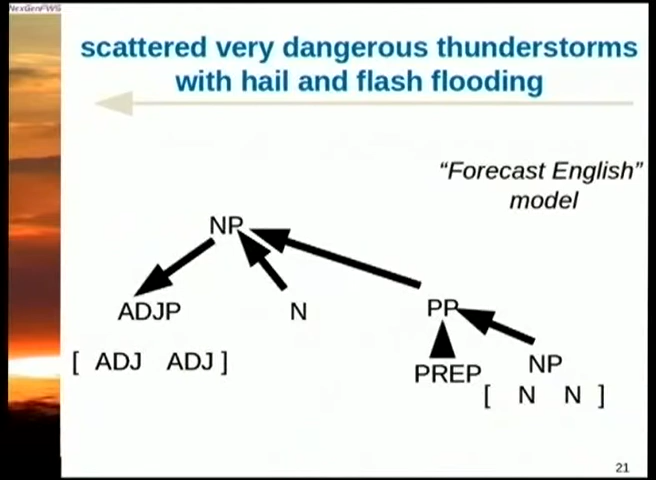 NexGenFWS
scattered very dangerous thunderstorms
with hail and flash flooding
“Forecast English”
model
NP
ADJP
N
PP
[ ADJ ADJ ]
PREP
NP
[ N N ]
21